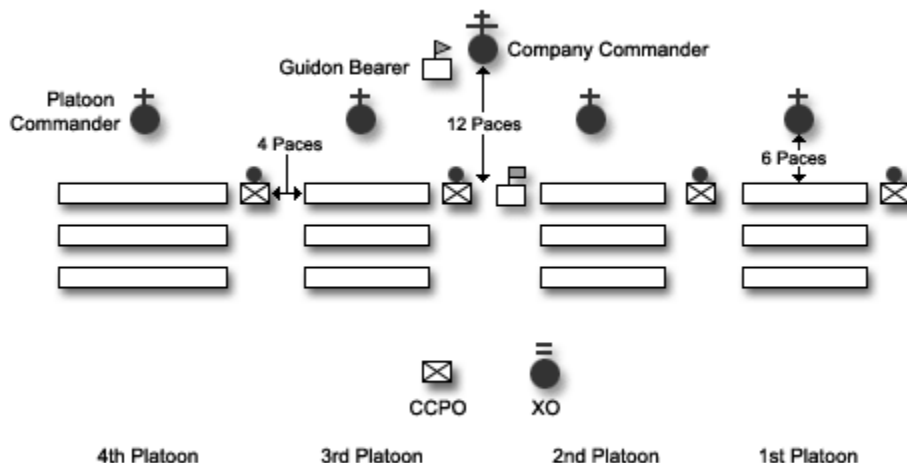 Company Commander
Guidon Bearer
Platoon
Commander
12 Paces
4 Paces
6 Paces
CCPO
XO
4th Platoon
3rd Platoon
2nd Platoon
1st Platoon